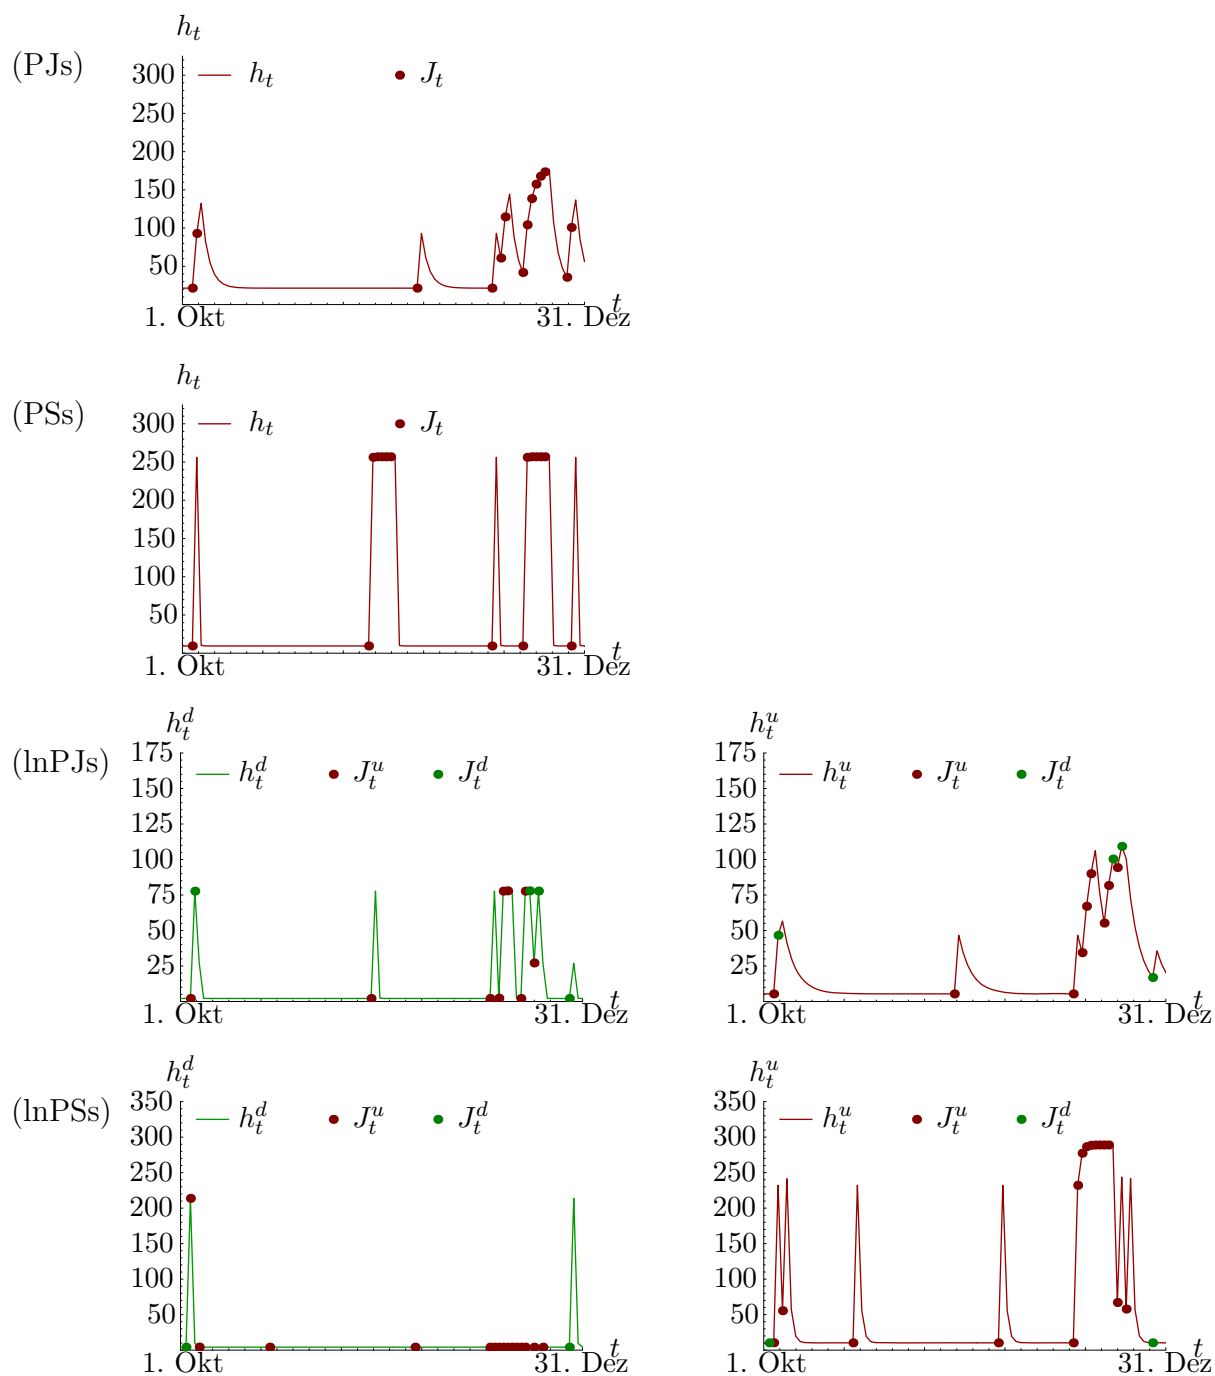 h_t
(PJs)
300 h_t J_t
250
200
150
100
50
t
1. Okt 31. Dez
h_t
(PSs)
300 h_t J_t
250
200
150
100
50
t
1. Okt 31. Dez
h_t^d h_t^u
(lnPJs) 175 175
150 h_t^d J_t^u J_t^d 150 h_t^u J_t^u J_t^d
125 125
100 100
75 75
50 50
25 25
t t
1. Okt 31. Dez 1. Okt 31. Dez
h_t^d h_t^u
(lnPSs) 350 350
300 h_t^d J_t^u J_t^d 300 h_t^u J_t^u J_t^d
250 250
200 200
150 150
100 100
50 50
t t
1. Okt 31. Dez 1. Okt 31. Dez